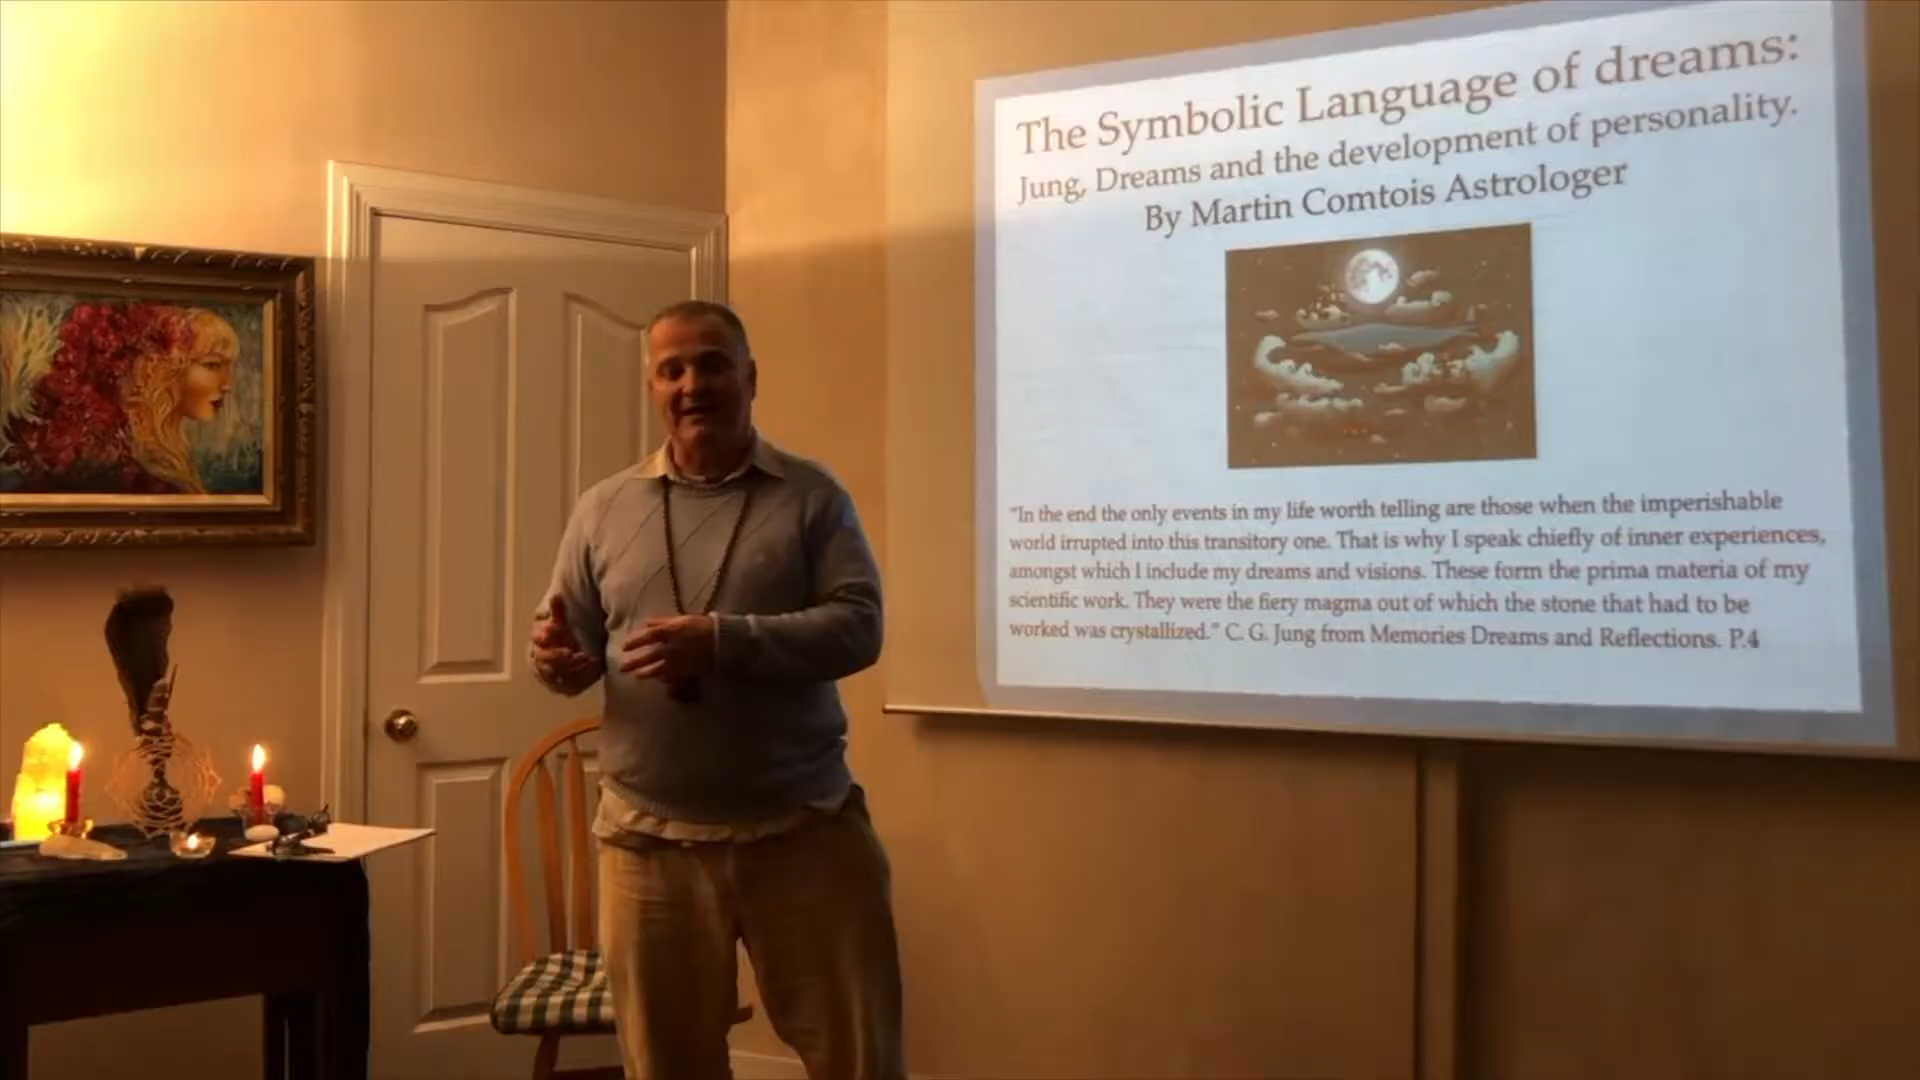 The Symbolic Language of dreams:
Jung, Dreams and the development of personality.
By Martin Comtois Astrologer
"In the end the only events in my life worth telling are those when the imperishable
world irrupted into this transitory one. That is why I speak chiefly of inner experiences,
amongst which I include my dreams and visions. These form the prima materia of my
scientific work. They were the fiery magma out of which the stone that had to be
worked was crystallized." C. G. Jung from Memories Dreams and Reflections. P.4